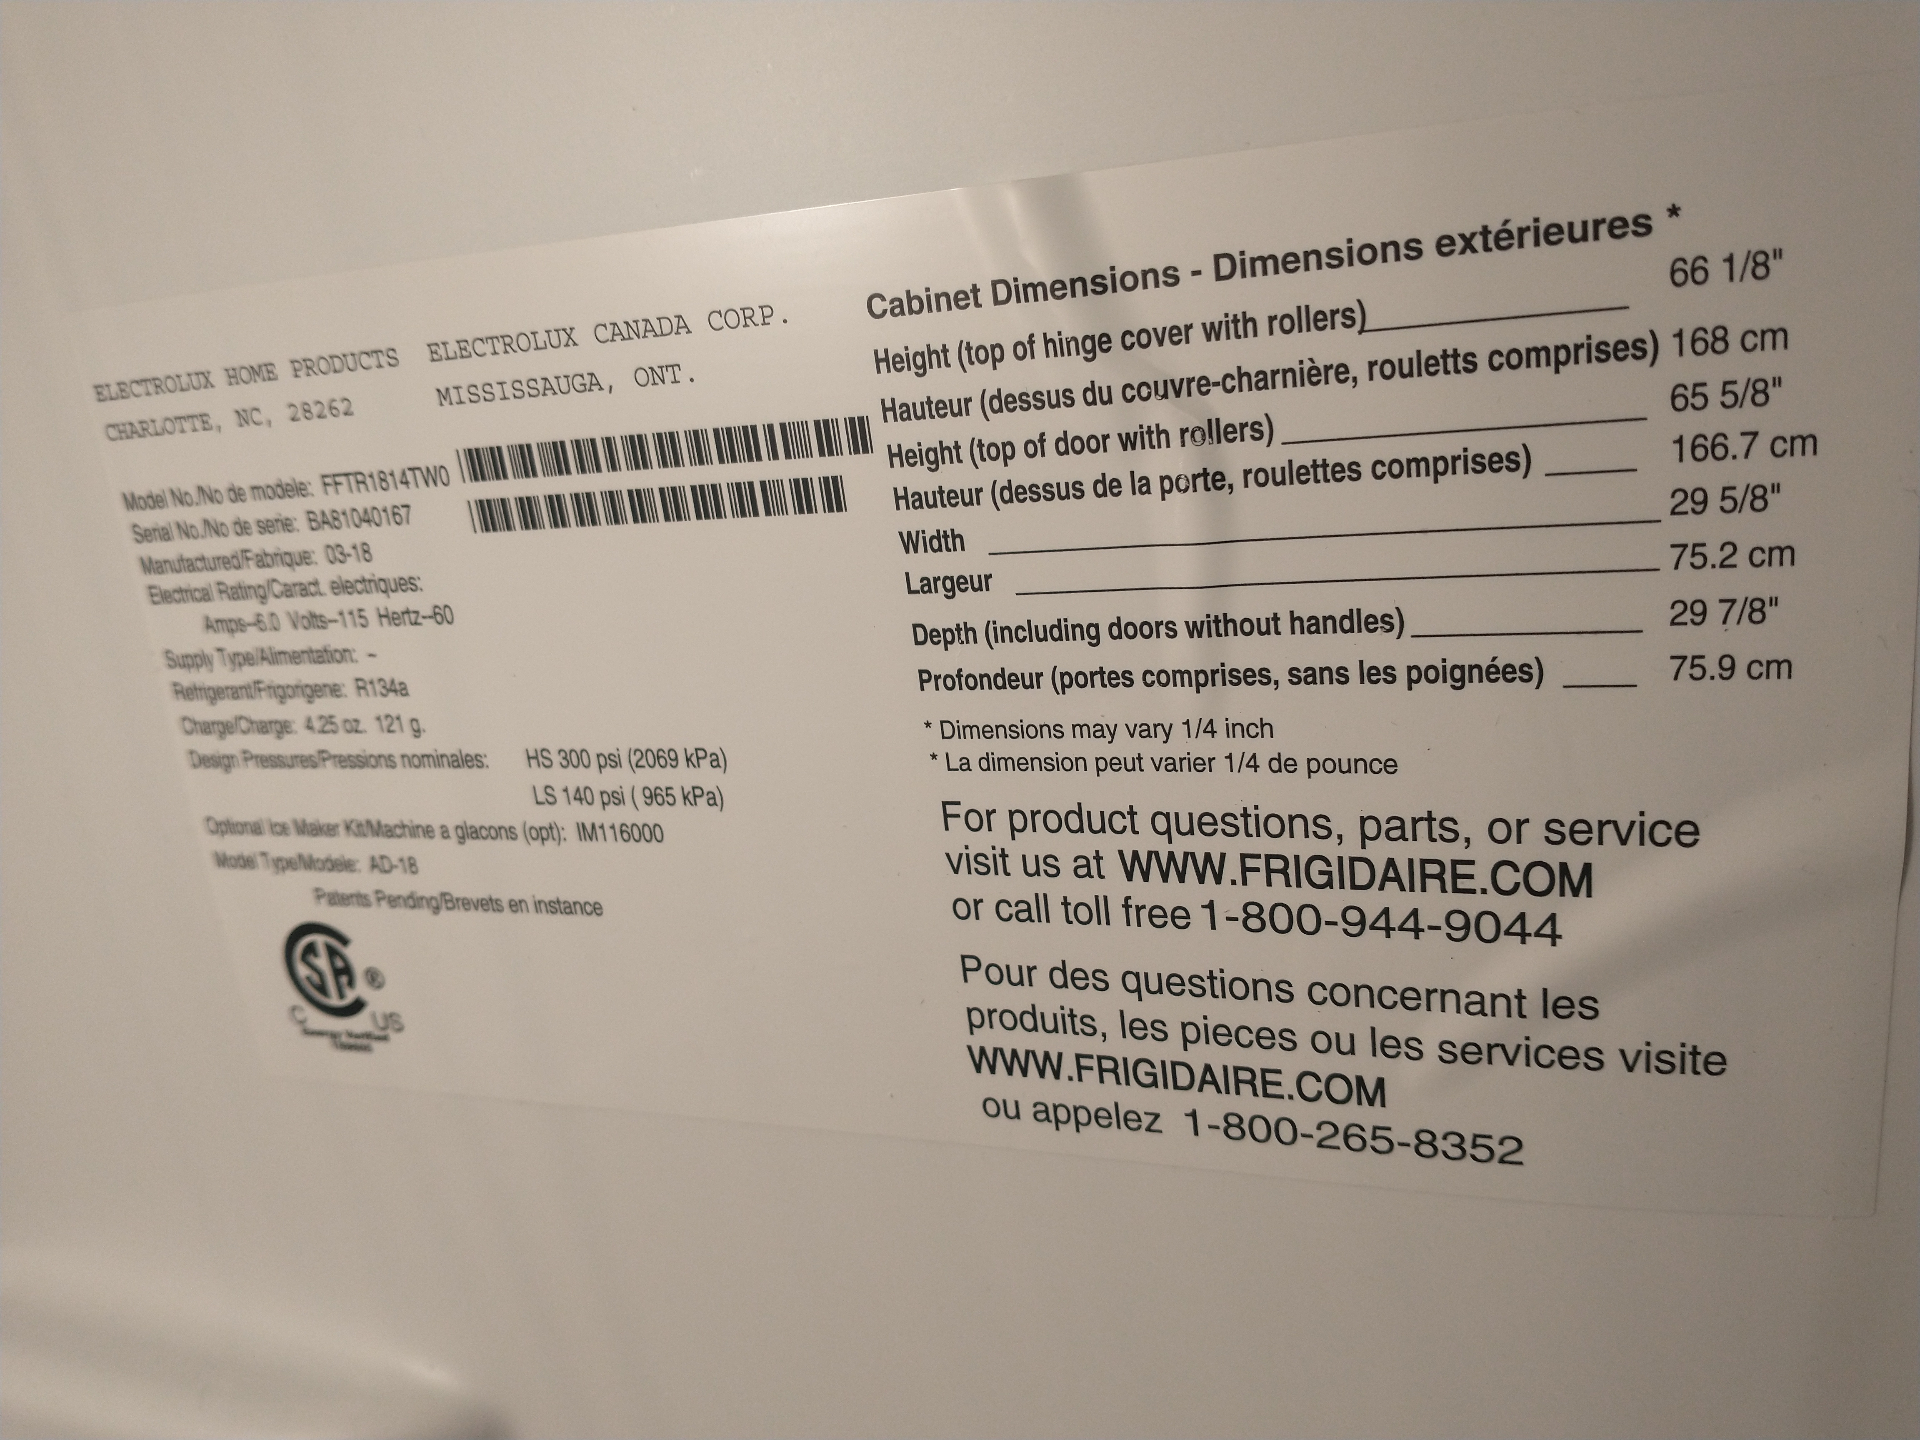 ELECTROLUX HOME PRODUCTS ELECTROLUX CANADA CORP.
CHARLOTTE, NC, 28262 MISSISSAUGA, ONT.
Model No./No de modele: FFTR1814TW0
Serial No./No de serie: BA81040167
Manufactured/Fabrique: 03-18
Electrical Rating/Caract. electriques:
Amps-6.0 Volts-115 Hertz-60
Supply Type/Alimentation: -
Refrigerant/Frigorigene: R134a
Charge/Charge: 4.25 oz. 121 g.
Design Pressures/Pressions nominales: HS 300 psi (2069 kPa)
LS 140 psi ( 965 kPa)
Optional Ice Maker Kit/Machine a glacons (opt): IM116000
Model Type/Modele: AD-18
Patents Pending/Brevets en instance
SA ®
C US
Cabinet Dimensions - Dimensions extérieures *
Height (top of hinge cover with rollers) 66 1/8"
Hauteur (dessus du couvre-charnière, rouletts comprises) 168 cm
Height (top of door with rollers) 65 5/8"
Hauteur (dessus de la porte, roulettes comprises) 166.7 cm
Width 29 5/8"
Largeur 75.2 cm
Depth (including doors without handles) 29 7/8"
Profondeur (portes comprises, sans les poignées) 75.9 cm
* Dimensions may vary 1/4 inch
* La dimension peut varier 1/4 de pounce
For product questions, parts, or service
visit us at WWW.FRIGIDAIRE.COM
or call toll free 1-800-944-9044
Pour des questions concernant les
produits, les pieces ou les services visite
WWW.FRIGIDAIRE.COM
ou appelez 1-800-265-8352